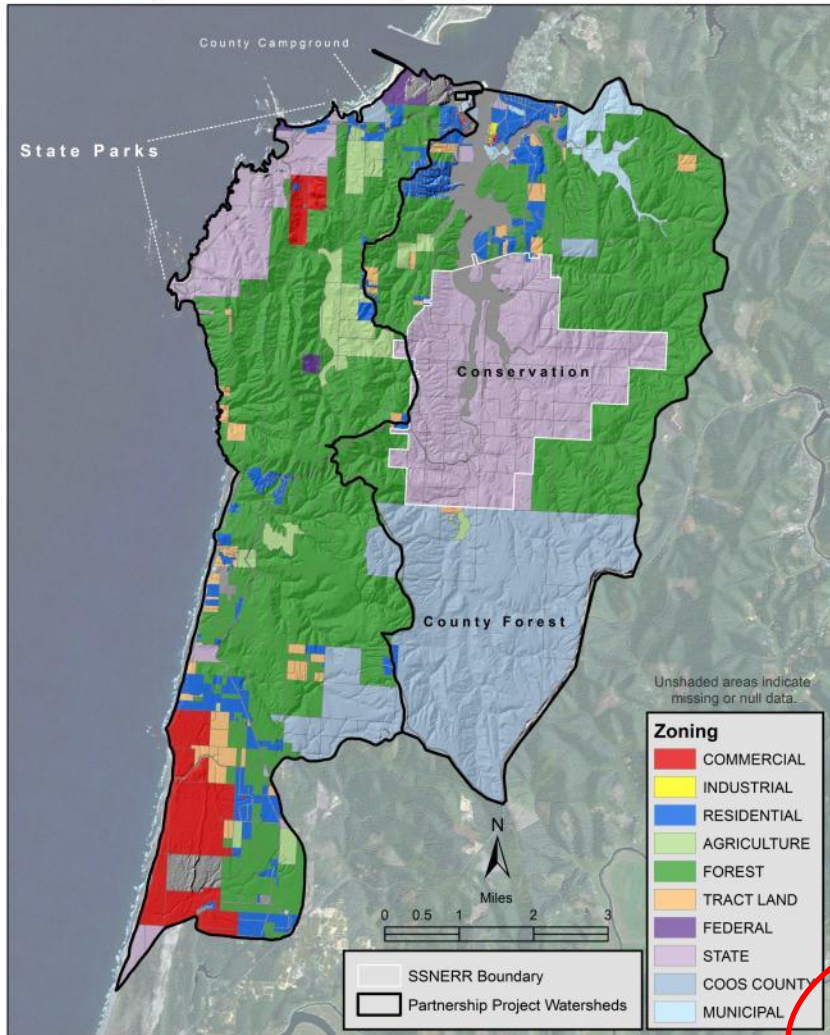 County Campground
State Parks
Conservation
County Forest
Unshaded areas indicate
missing or null data.
Zoning
COMMERCIAL
INDUSTRIAL
RESIDENTIAL
AGRICULTURE
FOREST
TRACT LAND
FEDERAL
STATE
COOS COUNTY
MUNICIPAL
N
Miles
0 0.5 1 2 3
SSNERR Boundary
Partnership Project Watersheds